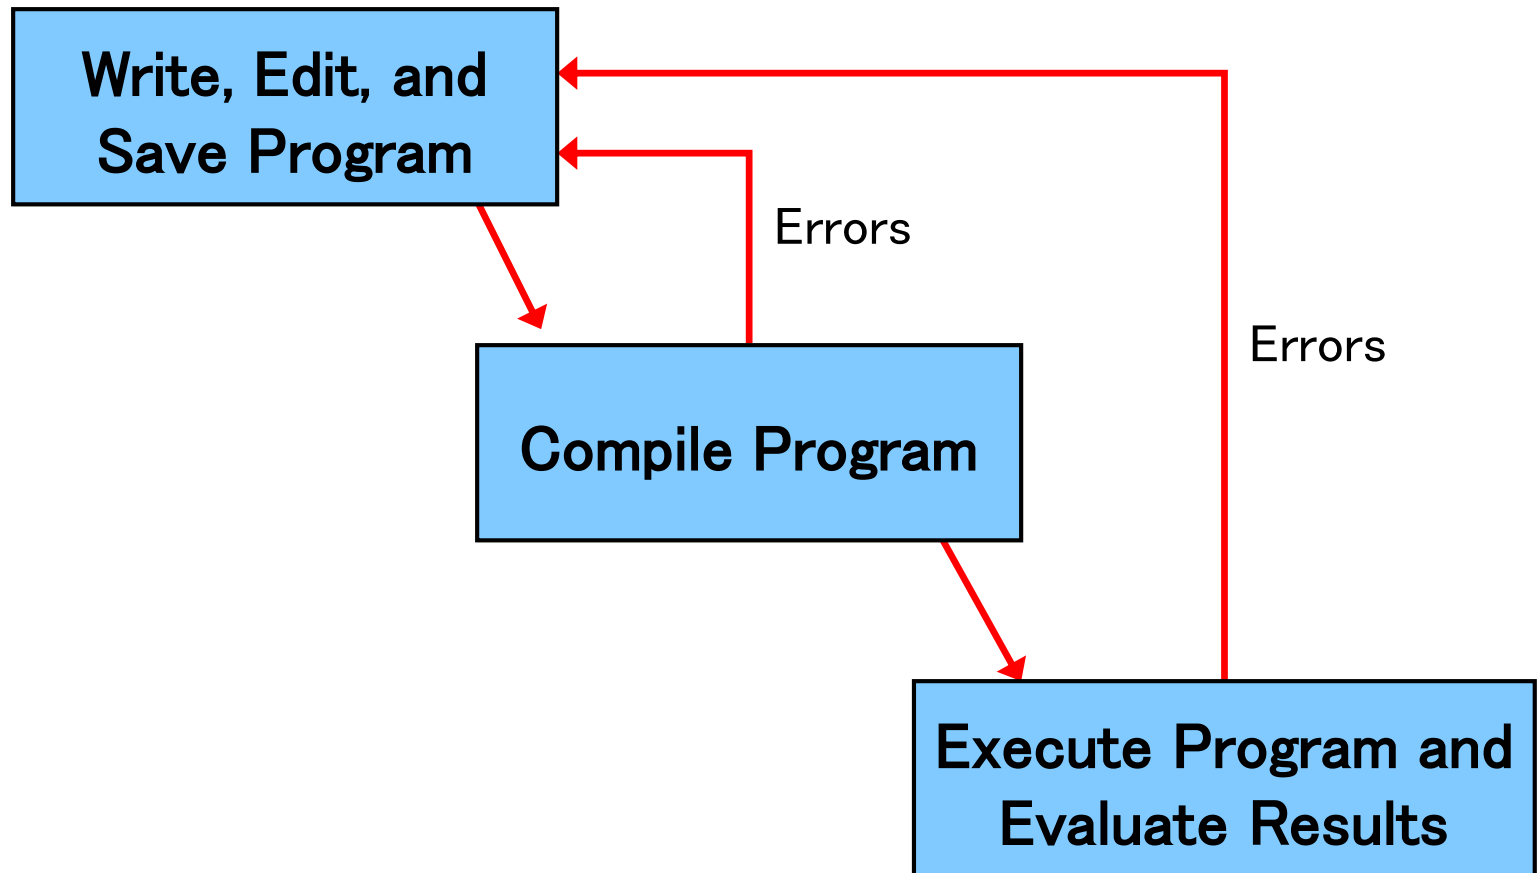 Write, Edit, and
Save Program
Errors
Errors
Compile Program
Execute Program and
Evaluate Results